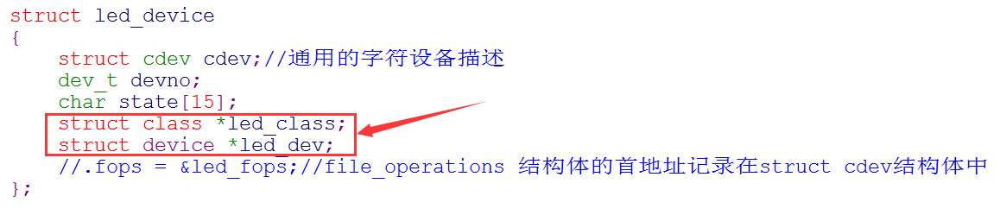 struct led_device
{
    struct cdev cdev;//通用的字符设备描述
    dev_t devno;
    char state[15];
    struct class *led_class;
    struct device *led_dev;
    //.fops = &led_fops;//file_operations 结构体的首地址记录在struct cdev结构体中
};